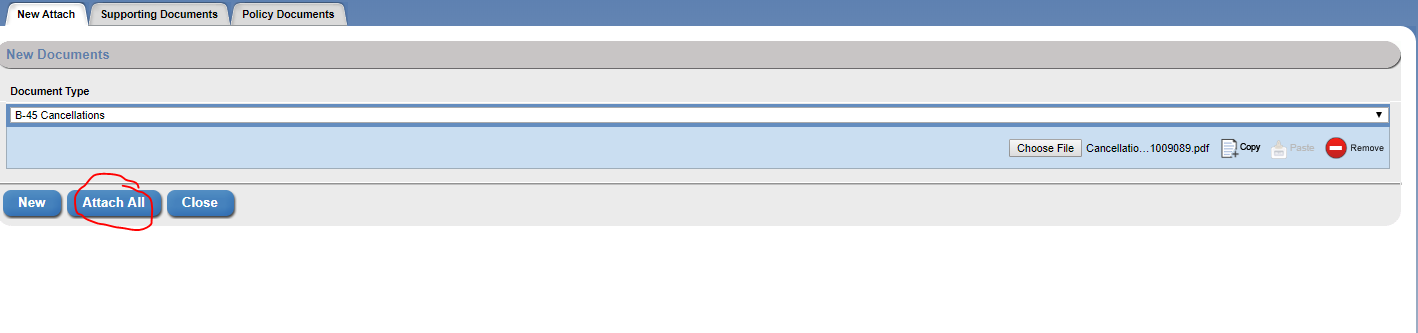 New Attach Supporting Documents Policy Documents
New Documents
Document Type
B-45 Cancellations
Choose File Cancellatio…1009089.pdf Copy Paste Remove
New Attach All Close